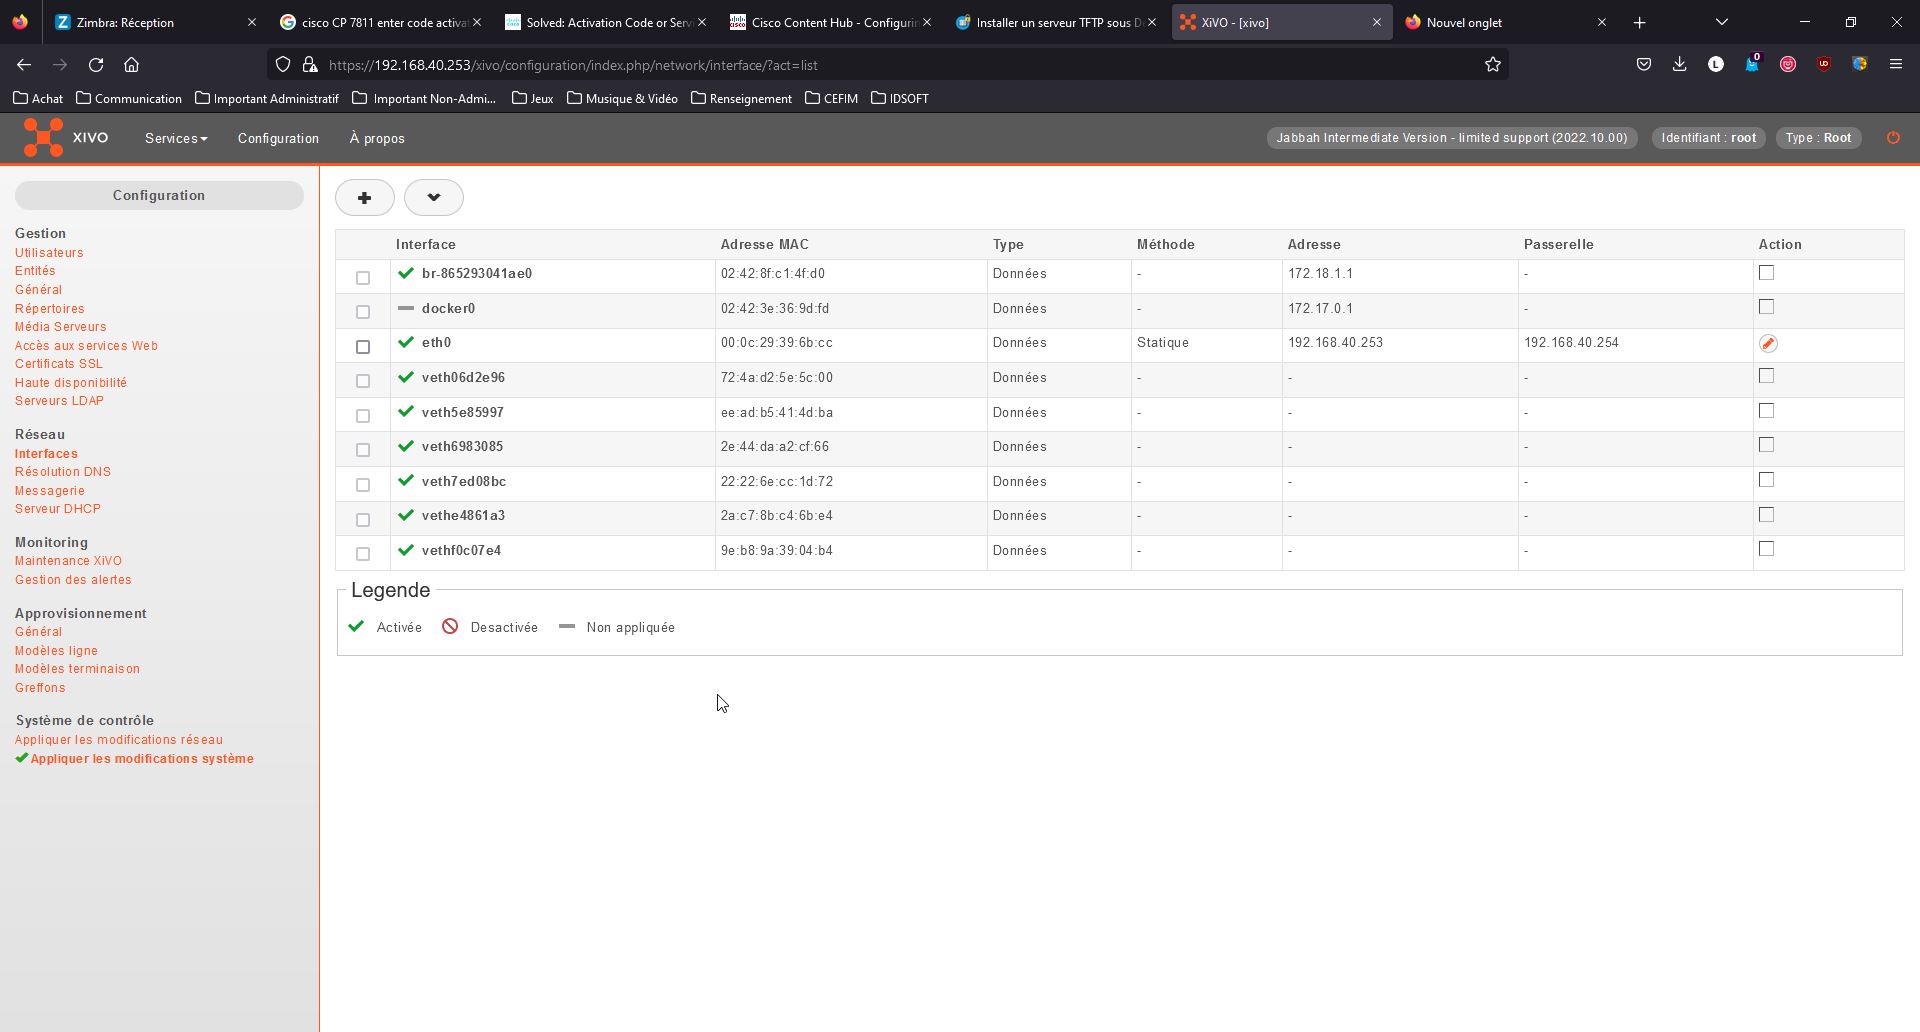 Zimbra: Réception
cisco CP 7811 enter code activa
Solved: Activation Code or Servi
Cisco Content Hub - Configurin
Installer un serveur TFTP sous D
XiVO - [xivo]
Nouvel onglet
https://192.168.40.253/xivo/configuration/index.php/network/interface/?act=list
L
0
Achat
Communication
Important Administratif
Important Non-Admi...
Jeux
Musique & Vidéo
Renseignement
CEFIM
IDSOFT
XIVO
Services
Configuration
À propos
Jabbah Intermediate Version - limited support (2022.10.00)
Identifiant : root
Type : Root
Configuration
Gestion
Utilisateurs
Entités
Général
Répertoires
Média Serveurs
Accès aux services Web
Certificats SSL
Haute disponibilité
Serveurs LDAP
Réseau
Interfaces
Résolution DNS
Messagerie
Serveur DHCP
Monitoring
Maintenance XiVO
Gestion des alertes
Approvisionnement
Général
Modèles ligne
Modèles terminaison
Greffons
Système de contrôle
Appliquer les modifications réseau
Appliquer les modifications système
Interface Adresse MAC Type Méthode Adresse Passerelle Action
br-865293041ae0 02:42:8f:c1:4f:d0 Données - 172.18.1.1 -
docker0 02:42:3e:36:9d:fd Données - 172.17.0.1 -
eth0 00:0c:29:39:6b:cc Données Statique 192.168.40.253 192.168.40.254
veth06d2e96 72:4a:d2:5e:5c:00 Données - - -
veth5e85997 ee:ad:b5:41:4d:ba Données - - -
veth6983085 2e:44:da:a2:cf:66 Données - - -
veth7ed08bc 22:22:6e:cc:1d:72 Données - - -
vethe4861a3 2a:c7:8b:c4:6b:e4 Données - - -
vethf0c07e4 9e:b8:9a:39:04:b4 Données - - -
Legende
Activée Desactivée Non appliquée